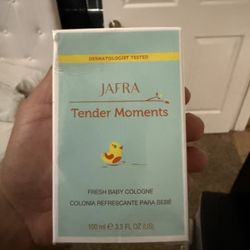 DERMATOLOGIST TESTED
JAFRA
Tender Moments
FRESH BABY COLOGNE
COLONIA REFRESCANTE PARA BEBÉ
100 ml ℮ 3.3 FL OZ (US)